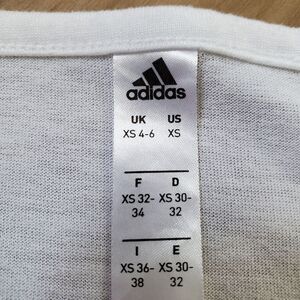 adidas
UK US
XS 4-6 XS
F D
XS 32- XS 30-
34 32
I E
XS 36- XS 30-
38 32